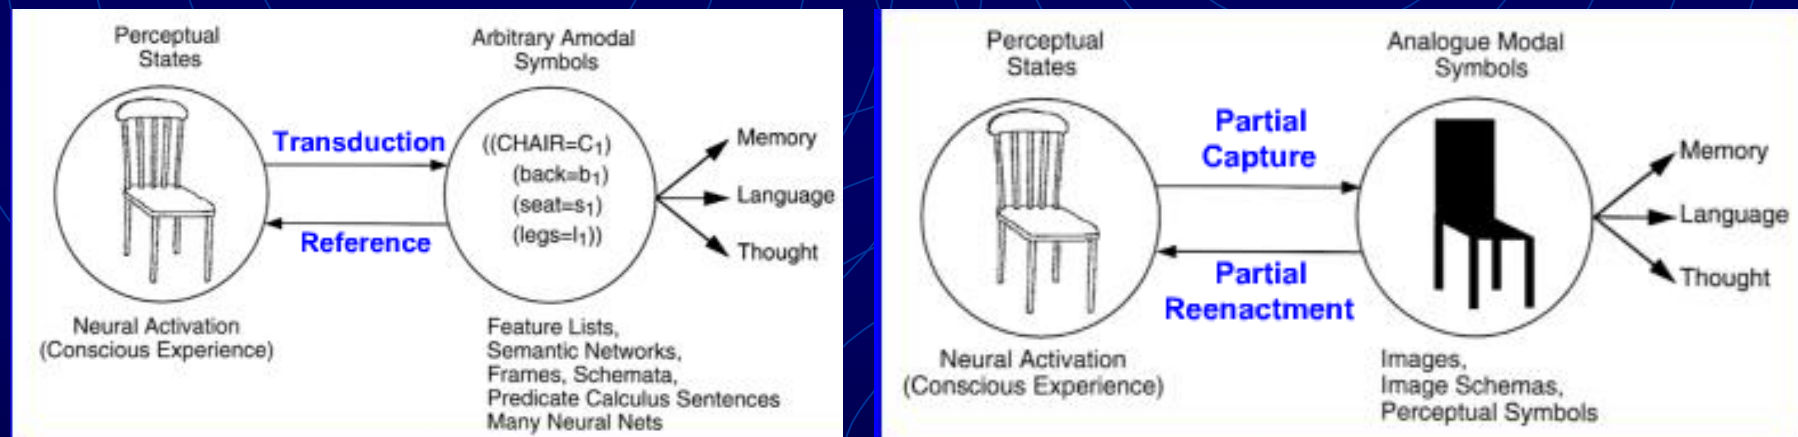 Perceptual
States
Arbitrary Amodal
Symbols
Transduction
Reference
((CHAIR=C₁)
(back=b₁)
(seat=s₁)
(legs=l₁))
Memory
Language
Thought
Neural Activation
(Conscious Experience)
Feature Lists,
Semantic Networks,
Frames, Schemata,
Predicate Calculus Sentences
Many Neural Nets
Perceptual
States
Analogue Modal
Symbols
Partial
Capture
Partial
Reenactment
Memory
Language
Thought
Neural Activation
(Conscious Experience)
Images,
Image Schemas,
Perceptual Symbols